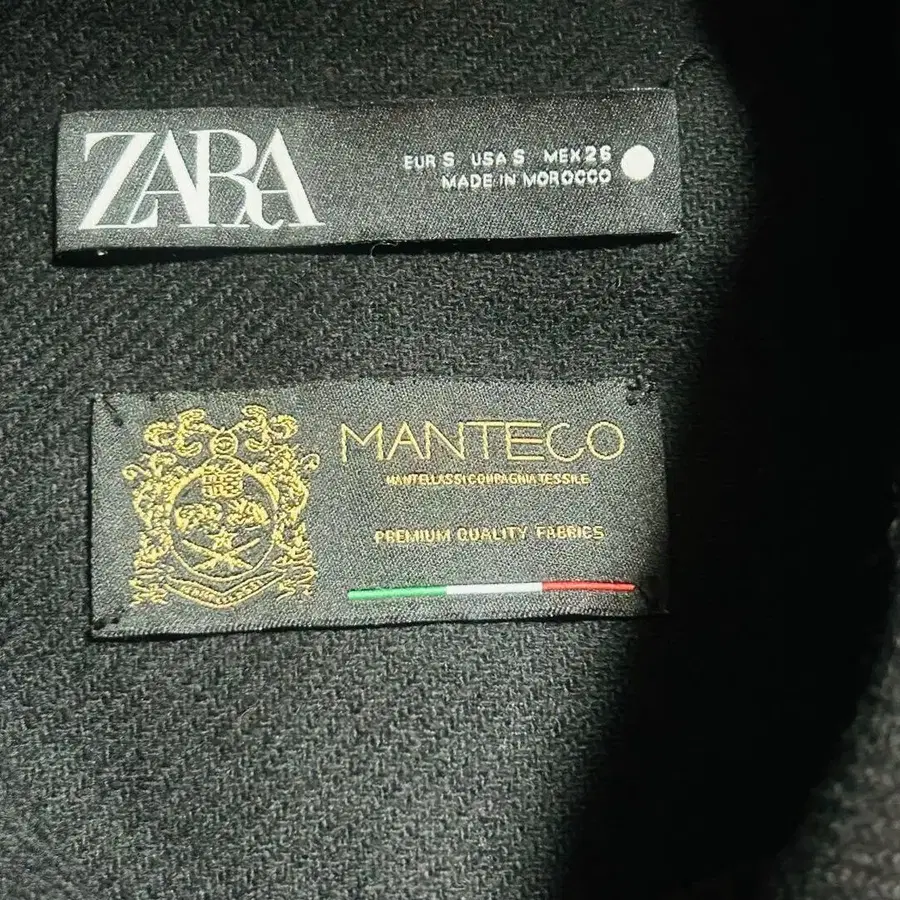 ZARA
EUR S USA S MEX 26
MADE IN MOROCCO
MANTECO
MANTELLASSI COMPAGNIA TESSILE
PREMIUM QUALITY FABRICS